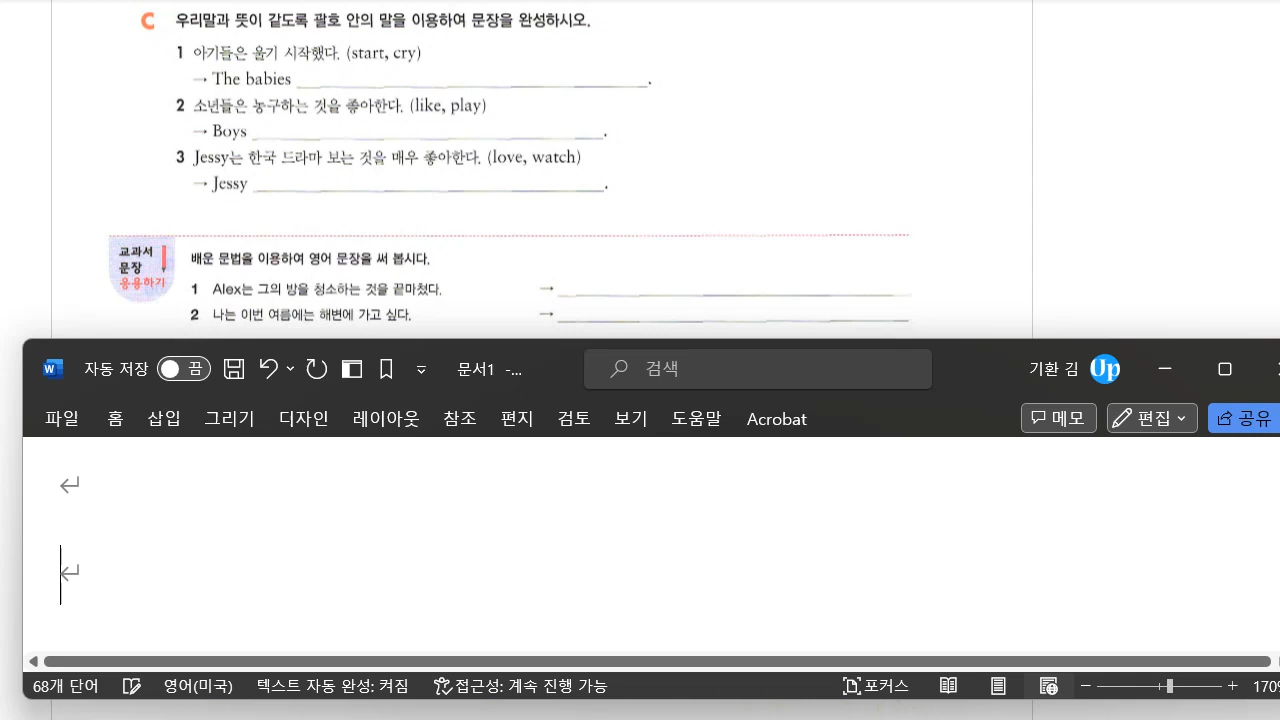 C 우리말과 뜻이 같도록 괄호 안의 말을 이용하여 문장을 완성하시오.
1 아기들은 울기 시작했다. (start, cry)
→ The babies ________.
2 소년들은 농구하는 것을 좋아한다. (like, play)
→ Boys ________.
3 Jessy는 한국 드라마 보는 것을 매우 좋아한다. (love, watch)
→ Jessy ________.
교과서
문장
응용하기
배운 문법을 이용하여 영어 문장을 써 봅시다.
1 Alex는 그의 방을 청소하는 것을 끝마쳤다. → ________
2 나는 이번 여름에는 해변에 가고 싶다. → ________
W 자동 저장 끔 문서1 -... 검색 기환 김 Up
파일 홈 삽입 그리기 디자인 레이아웃 참조 편지 검토 보기 도움말 Acrobat 메모 편집 공유
68개 단어 영어(미국) 텍스트 자동 완성: 켜짐 접근성: 계속 진행 가능 포커스 − + 170%